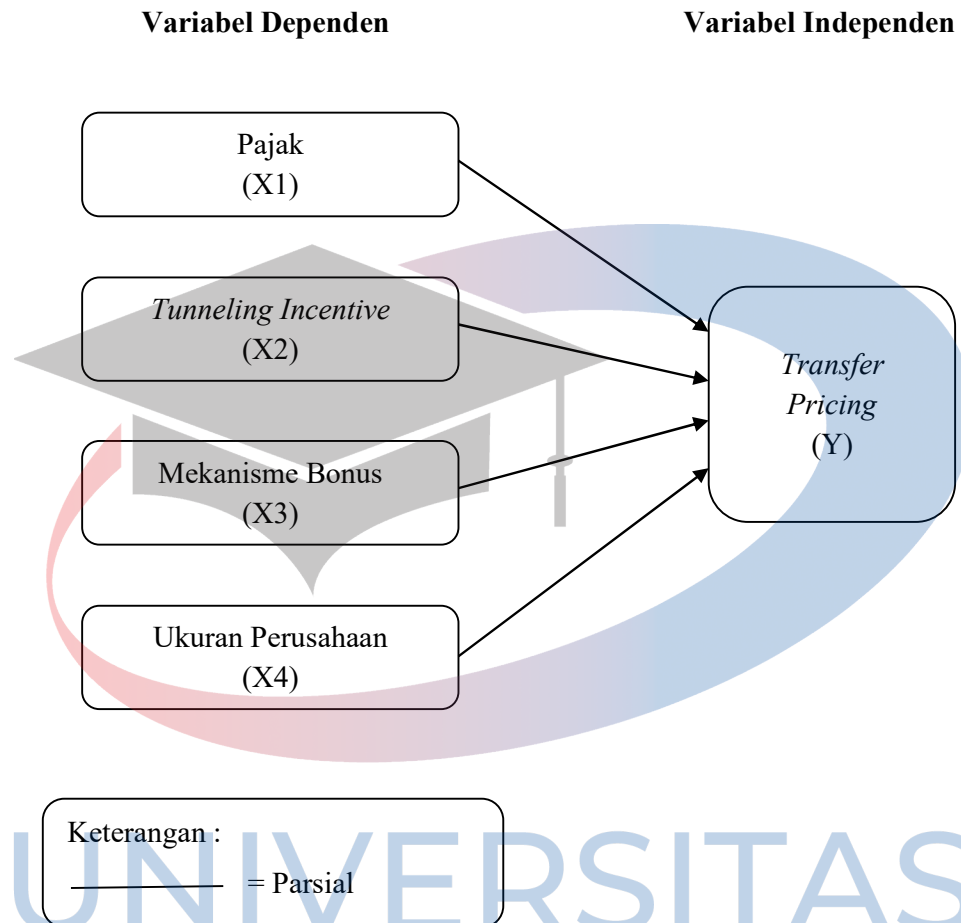 Variabel Dependen
Variabel Independen
Pajak
(X1)
Tunneling Incentive
(X2)
Mekanisme Bonus
(X3)
Ukuran Perusahaan
(X4)
Transfer
Pricing
(Y)
Keterangan :
= Parsial
UNIVERSITAS